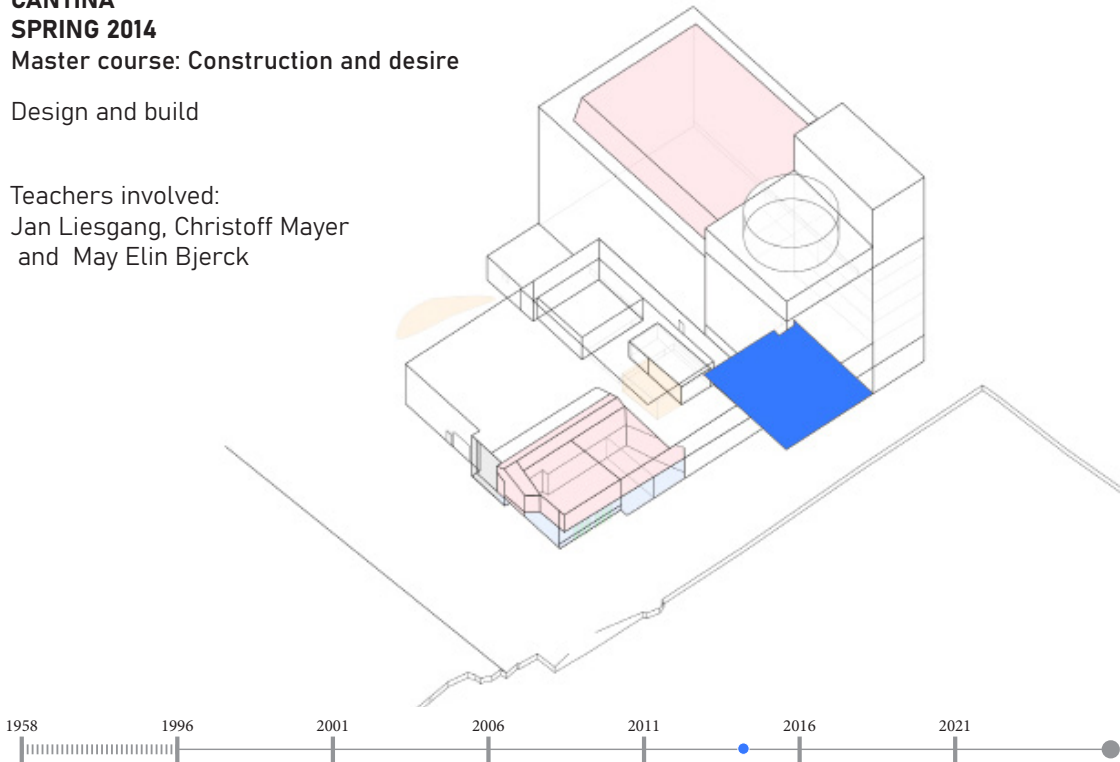 CANTINA
SPRING 2014
Master course: Construction and desire
Design and build
Teachers involved:
Jan Liesgang, Christoff Mayer
and May Elin Bjerck
1958 1996 2001 2006 2011 2016 2021